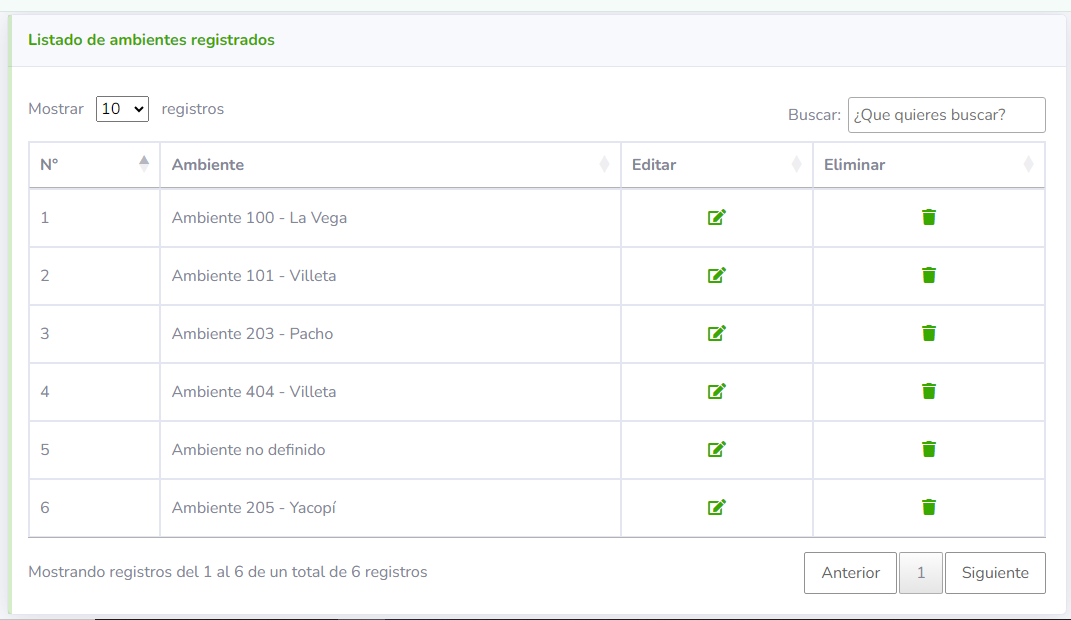 Listado de ambientes registrados
Mostrar 10 registros
Buscar: ¿Que quieres buscar?
N° Ambiente Editar Eliminar
1 Ambiente 100 - La Vega
2 Ambiente 101 - Villeta
3 Ambiente 203 - Pacho
4 Ambiente 404 - Villeta
5 Ambiente no definido
6 Ambiente 205 - Yacopí
Mostrando registros del 1 al 6 de un total de 6 registros
Anterior 1 Siguiente